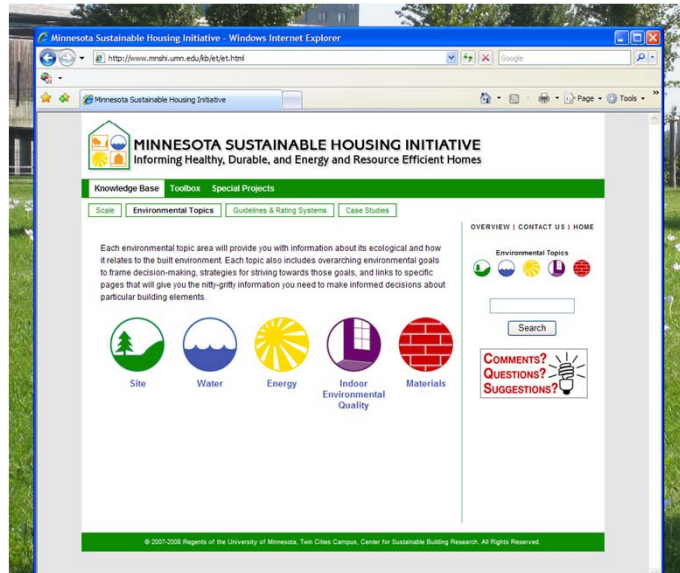 Minnesota Sustainable Housing Initiative - Windows Internet Explorer
http://www.mnshi.umn.edu/kb/et/et.html
Google
Minnesota Sustainable Housing Initiative
Page
Tools
MINNESOTA SUSTAINABLE HOUSING INITIATIVE
Informing Healthy, Durable, and Energy and Resource Efficient Homes
Knowledge Base Toolbox Special Projects
Scale Environmental Topics Guidelines & Rating Systems Case Studies
OVERVIEW | CONTACT US | HOME
Each environmental topic area will provide you with information about its ecological and how
it relates to the built environment. Each topic also includes overarching environmental goals
to frame decision-making, strategies for striving towards those goals, and links to specific
pages that will give you the nitty-gritty information you need to make informed decisions about
particular building elements.
Environmental Topics
Search
COMMENTS?
QUESTIONS?
SUGGESTIONS?
Site
Water
Energy
Indoor
Environmental
Quality
Materials
© 2007-2008 Regents of the University of Minnesota, Twin Cities Campus, Center for Sustainable Building Research. All Rights Reserved.